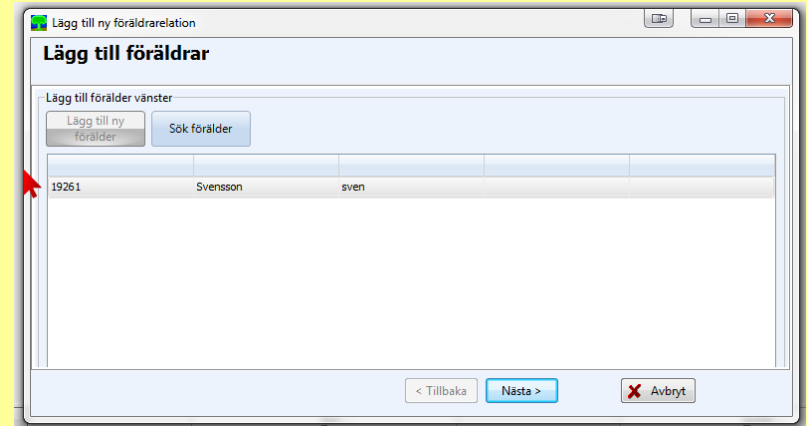 Lägg till ny föräldrarelation
Lägg till föräldrar
Lägg till förälder vänster
Lägg till ny
förälder
Sök förälder
19261 Svensson sven
< Tillbaka Nästa > Avbryt